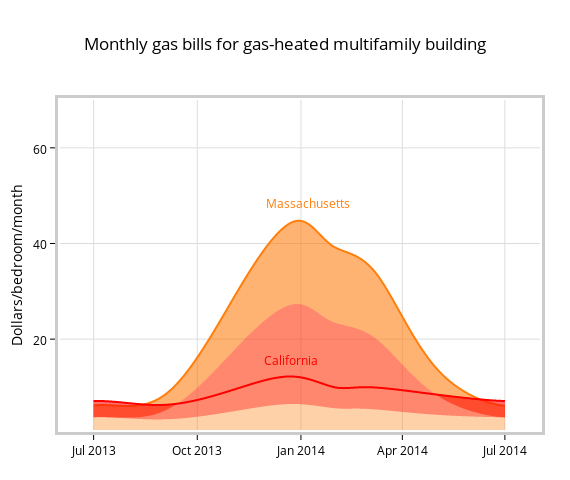 Monthly gas bills for gas-heated multifamily building
Dollars/bedroom/month
60
40
20
Massachusetts
California
Jul 2013
Oct 2013
Jan 2014
Apr 2014
Jul 2014